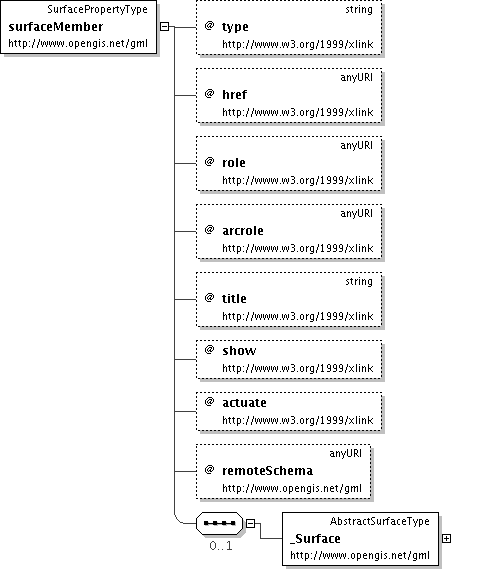 SurfacePropertyType
surfaceMember
http://www.opengis.net/gml
string
@ type
http://www.w3.org/1999/xlink
anyURI
@ href
http://www.w3.org/1999/xlink
anyURI
@ role
http://www.w3.org/1999/xlink
anyURI
@ arcrole
http://www.w3.org/1999/xlink
string
@ title
http://www.w3.org/1999/xlink
@ show
http://www.w3.org/1999/xlink
@ actuate
http://www.w3.org/1999/xlink
anyURI
@ remoteSchema
http://www.opengis.net/gml
0..1
AbstractSurfaceType
_Surface
http://www.opengis.net/gml